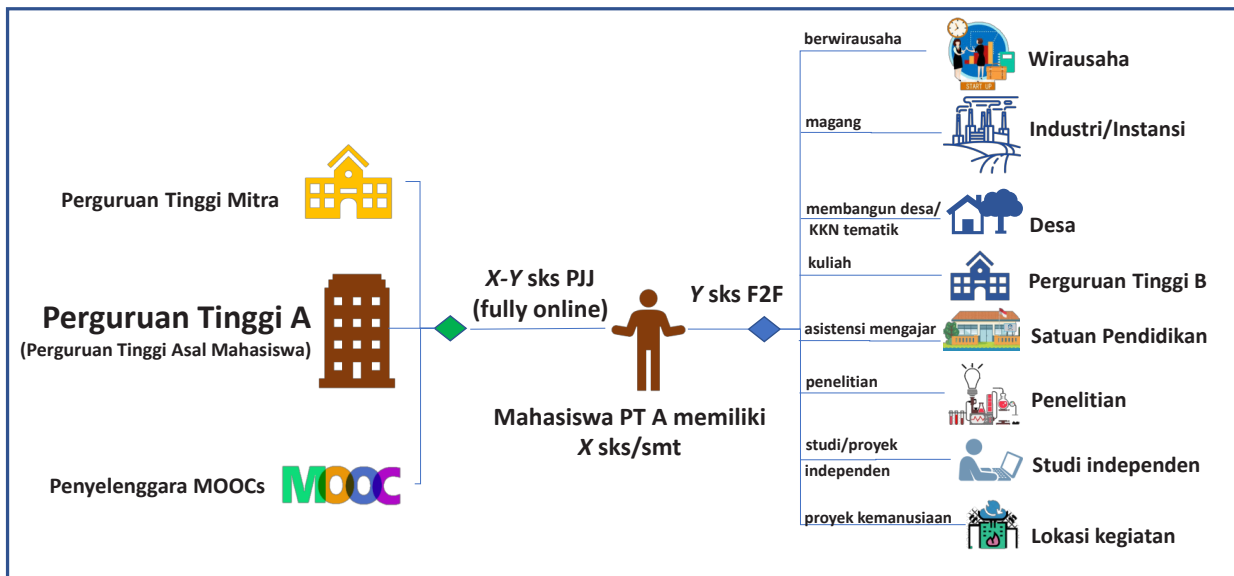 Perguruan Tinggi Mitra
Perguruan Tinggi A
(Perguruan Tinggi Asal Mahasiswa)
Penyelenggara MOOCs
MOOC
X-Y sks PJJ
(fully online)
Mahasiswa PT A memiliki
X sks/smt
Y sks F2F
berwirausaha
START UP
Wirausaha
magang
Industri/Instansi
membangun desa/
KKN tematik
Desa
kuliah
Perguruan Tinggi B
asistensi mengajar
Satuan Pendidikan
penelitian
Penelitian
studi/proyek
independen
Studi independen
proyek kemanusiaan
Lokasi kegiatan